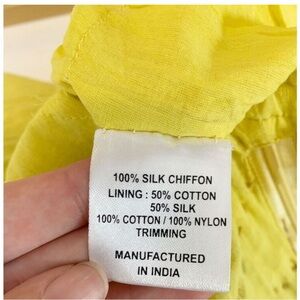 100% SILK CHIFFON
LINING : 50% COTTON
50% SILK
100% COTTON / 100% NYLON
TRIMMING
MANUFACTURED
IN INDIA